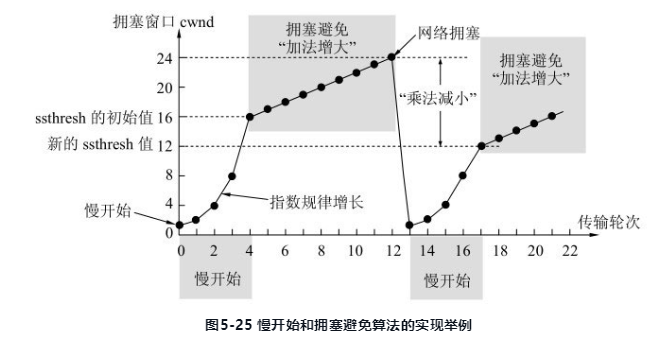 拥塞窗口 cwnd
拥塞避免
“加法增大”
网络拥塞
拥塞避免
“加法增大”
24
20
ssthresh 的初始值 16
“乘法减小”
新的 ssthresh 值 12
8
4
指数规律增长
慢开始
传输轮次
0
0 2 4 6 8 10 12 14 16 18 20 22
慢开始
慢开始
图5-25 慢开始和拥塞避免算法的实现举例